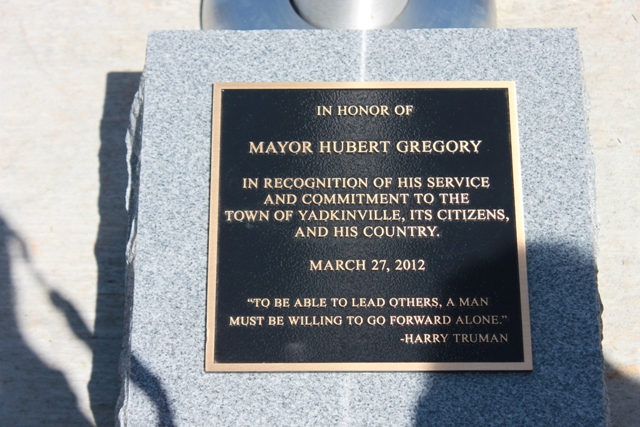 IN HONOR OF
MAYOR HUBERT GREGORY
IN RECOGNITION OF HIS SERVICE
AND COMMITMENT TO THE
TOWN OF YADKINVILLE, ITS CITIZENS,
AND HIS COUNTRY.
MARCH 27, 2012
“TO BE ABLE TO LEAD OTHERS, A MAN
MUST BE WILLING TO GO FORWARD ALONE.”
-HARRY TRUMAN